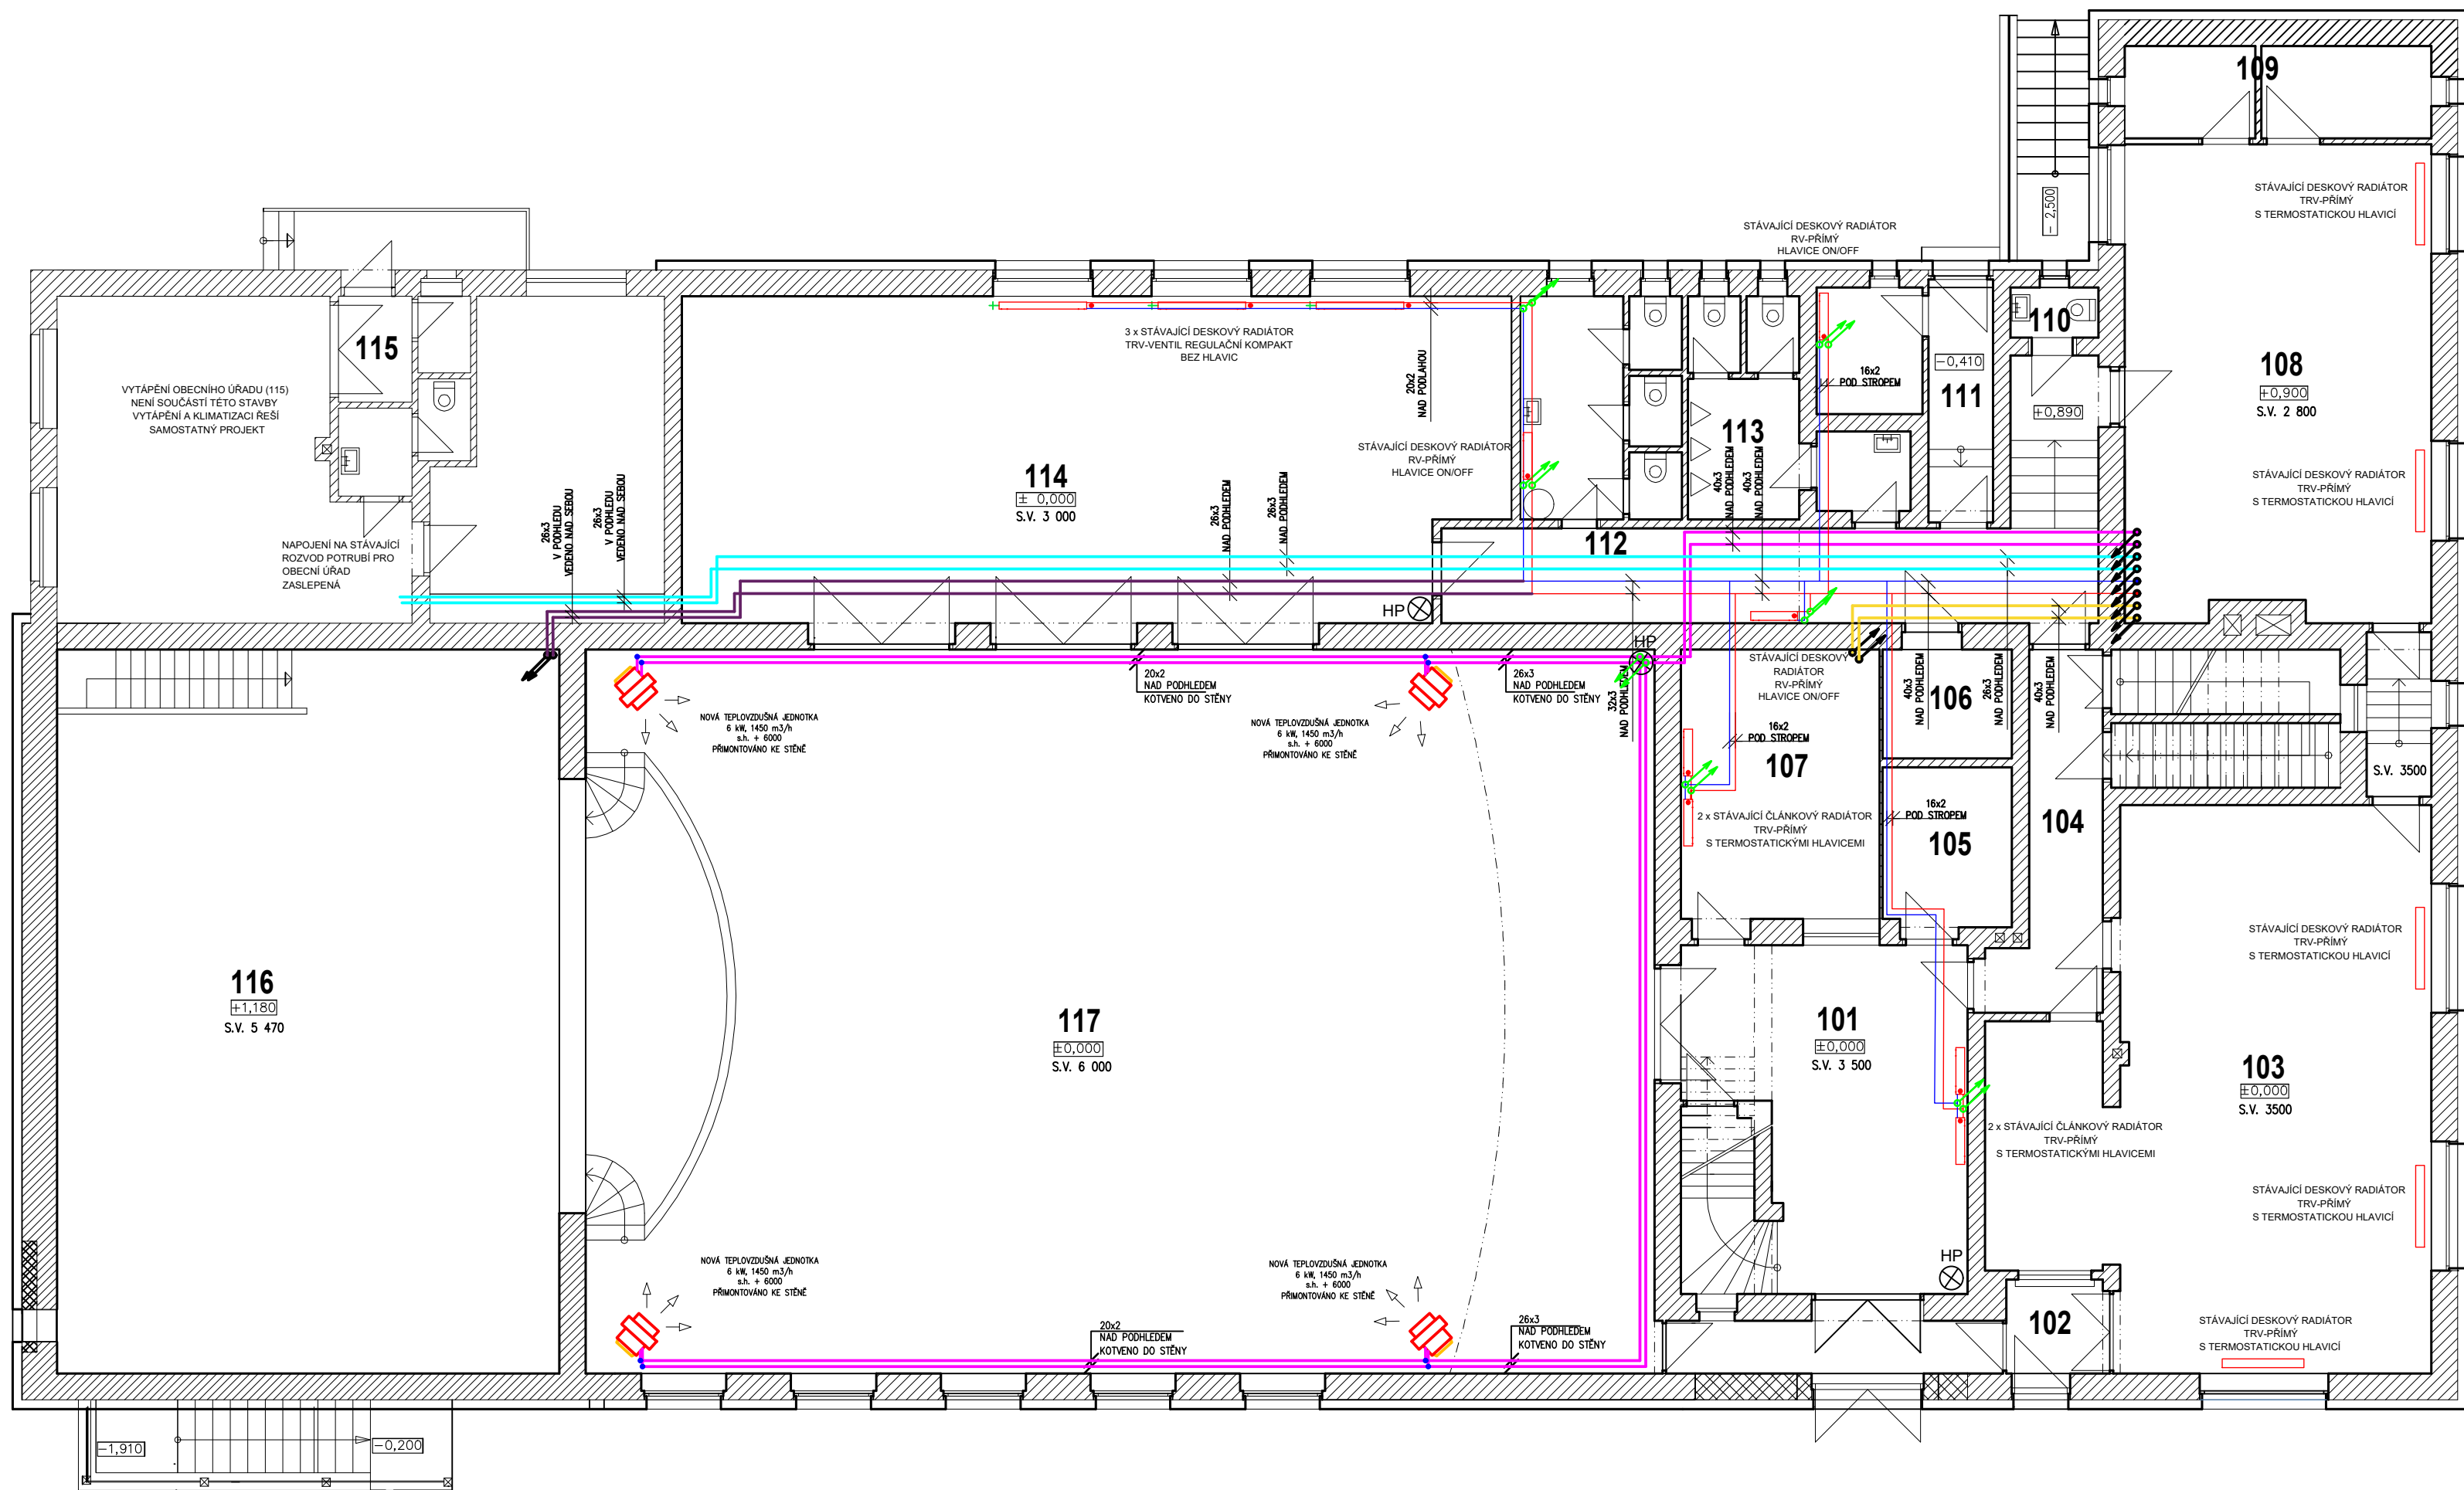 109
STÁVAJÍCÍ DESKOVÝ RADIÁTOR
TRV-PŘÍMÝ
S TERMOSTATICKOU HLAVICÍ
-2,500
STÁVAJÍCÍ DESKOVÝ RADIÁTOR
RV-PŘÍMÝ
HLAVICE ON/OFF
110
115
3 x STÁVAJÍCÍ DESKOVÝ RADIÁTOR
TRV-VENTIL REGULAČNÍ KOMPAKT
BEZ HLAVIC
20x2
NAD PODLAHOU
16x2
POD STROPEM
-0,410
111
108
+0,900
S.V. 2 800
+0,890
VYTÁPĚNÍ OBECNÍHO ÚŘADU (115)
NENÍ SOUČÁSTÍ TÉTO STAVBY
VYTÁPĚNÍ A KLIMATIZACI ŘEŠÍ
SAMOSTATNÝ PROJEKT
113
STÁVAJÍCÍ DESKOVÝ RADIÁTOR
RV-PŘÍMÝ
HLAVICE ON/OFF
114
± 0,000
S.V. 3 000
STÁVAJÍCÍ DESKOVÝ RADIÁTOR
TRV-PŘÍMÝ
S TERMOSTATICKOU HLAVICÍ
26x3
V PODHLEDU
VEDENO NAD SEBOU
26x3
V PODHLEDU
VEDENO NAD SEBOU
26x3
NAD PODHLEDEM
26x3
NAD PODHLEDEM
40x3
NAD PODHLEDEM
40x3
NAD PODHLEDEM
NAPOJENÍ NA STÁVAJÍCÍ
ROZVOD POTRUBÍ PRO
OBECNÍ ÚŘAD
ZASLEPENÁ
112
HP
HP
20x2
NAD PODHLEDEM
KOTVENO DO STĚNY
26x3
NAD PODHLEDEM
KOTVENO DO STĚNY
32x3
NAD PODHLEDEM
STÁVAJÍCÍ DESKOVÝ
RADIÁTOR
RV-PŘÍMÝ
HLAVICE ON/OFF
40x3
NAD PODHLEDEM
106
26x3
NAD PODHLEDEM
40x3
NAD PODHLEDEM
NOVÁ TEPLOVZDUŠNÁ JEDNOTKA
6 kW, 1450 m3/h
s.h. + 6000
PŘIMONTOVÁNO KE STĚNĚ
NOVÁ TEPLOVZDUŠNÁ JEDNOTKA
6 kW, 1450 m3/h
s.h. + 6000
PŘIMONTOVÁNO KE STĚNĚ
16x2
POD STROPEM
107
S.V. 3500
2 x STÁVAJÍCÍ ČLÁNKOVÝ RADIÁTOR
TRV-PŘÍMÝ
S TERMOSTATICKÝMI HLAVICEMI
16x2
POD STROPEM
105
104
STÁVAJÍCÍ DESKOVÝ RADIÁTOR
TRV-PŘÍMÝ
S TERMOSTATICKOU HLAVICÍ
116
+1,180
S.V. 5 470
117
±0,000
S.V. 6 000
101
±0,000
S.V. 3 500
103
±0,000
S.V. 3500
2 x STÁVAJÍCÍ ČLÁNKOVÝ RADIÁTOR
TRV-PŘÍMÝ
S TERMOSTATICKÝMI HLAVICEMI
STÁVAJÍCÍ DESKOVÝ RADIÁTOR
TRV-PŘÍMÝ
S TERMOSTATICKOU HLAVICÍ
NOVÁ TEPLOVZDUŠNÁ JEDNOTKA
6 kW, 1450 m3/h
s.h. + 6000
PŘIMONTOVÁNO KE STĚNĚ
NOVÁ TEPLOVZDUŠNÁ JEDNOTKA
6 kW, 1450 m3/h
s.h. + 6000
PŘIMONTOVÁNO KE STĚNĚ
HP
20x2
NAD PODHLEDEM
KOTVENO DO STĚNY
26x3
NAD PODHLEDEM
KOTVENO DO STĚNY
102
STÁVAJÍCÍ DESKOVÝ RADIÁTOR
TRV-PŘÍMÝ
S TERMOSTATICKOU HLAVICÍ
-1,910
-0,200